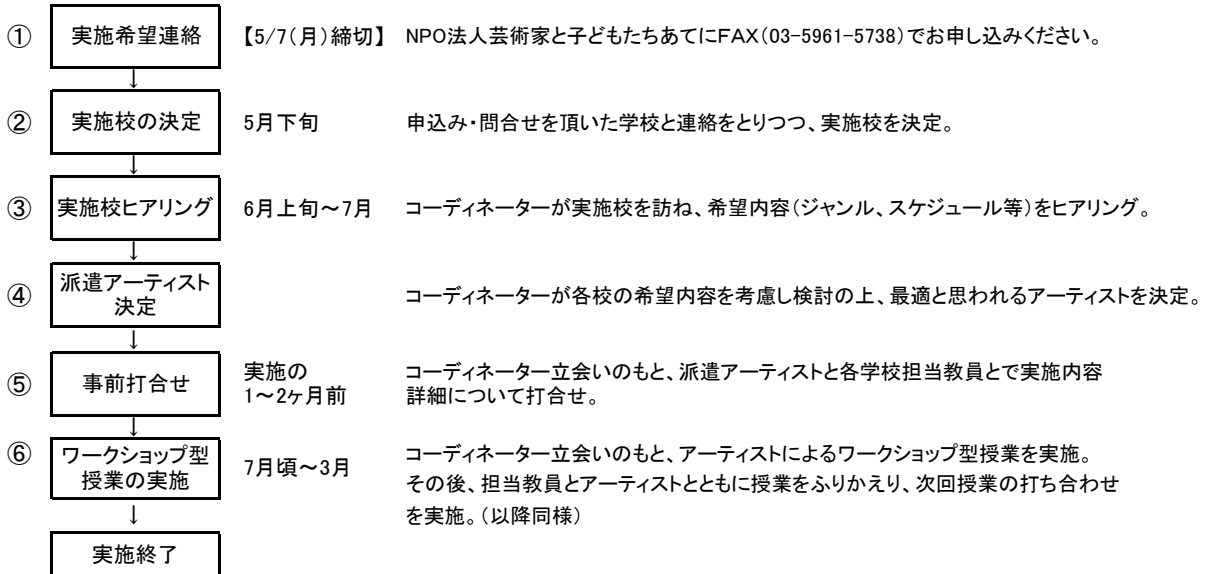 ① 実施希望連絡 【5/7(月)締切】 NPO法人芸術家と子どもたちあてにFAX(03-5961-5738)でお申し込みください。
↓
② 実施校の決定 5月下旬 申込み・問合せを頂いた学校と連絡をとりつつ、実施校を決定。
↓
③ 実施校ヒアリング 6月上旬～7月 コーディネーターが実施校を訪ね、希望内容(ジャンル、スケジュール等)をヒアリング。
↓
④ 派遣アーティスト
決定
コーディネーターが各校の希望内容を考慮し検討の上、最適と思われるアーティストを決定。
↓
⑤ 事前打合せ
実施の
1～2ヶ月前
コーディネーター立会いのもと、派遣アーティストと各学校担当教員とで実施内容
詳細について打合せ。
↓
⑥ ワークショップ型
授業の実施
7月頃～3月
コーディネーター立会いのもと、アーティストによるワークショップ型授業を実施。
その後、担当教員とアーティストとともに授業をふりかえり、次回授業の打ち合わせ
を実施。(以降同様)
↓
実施終了